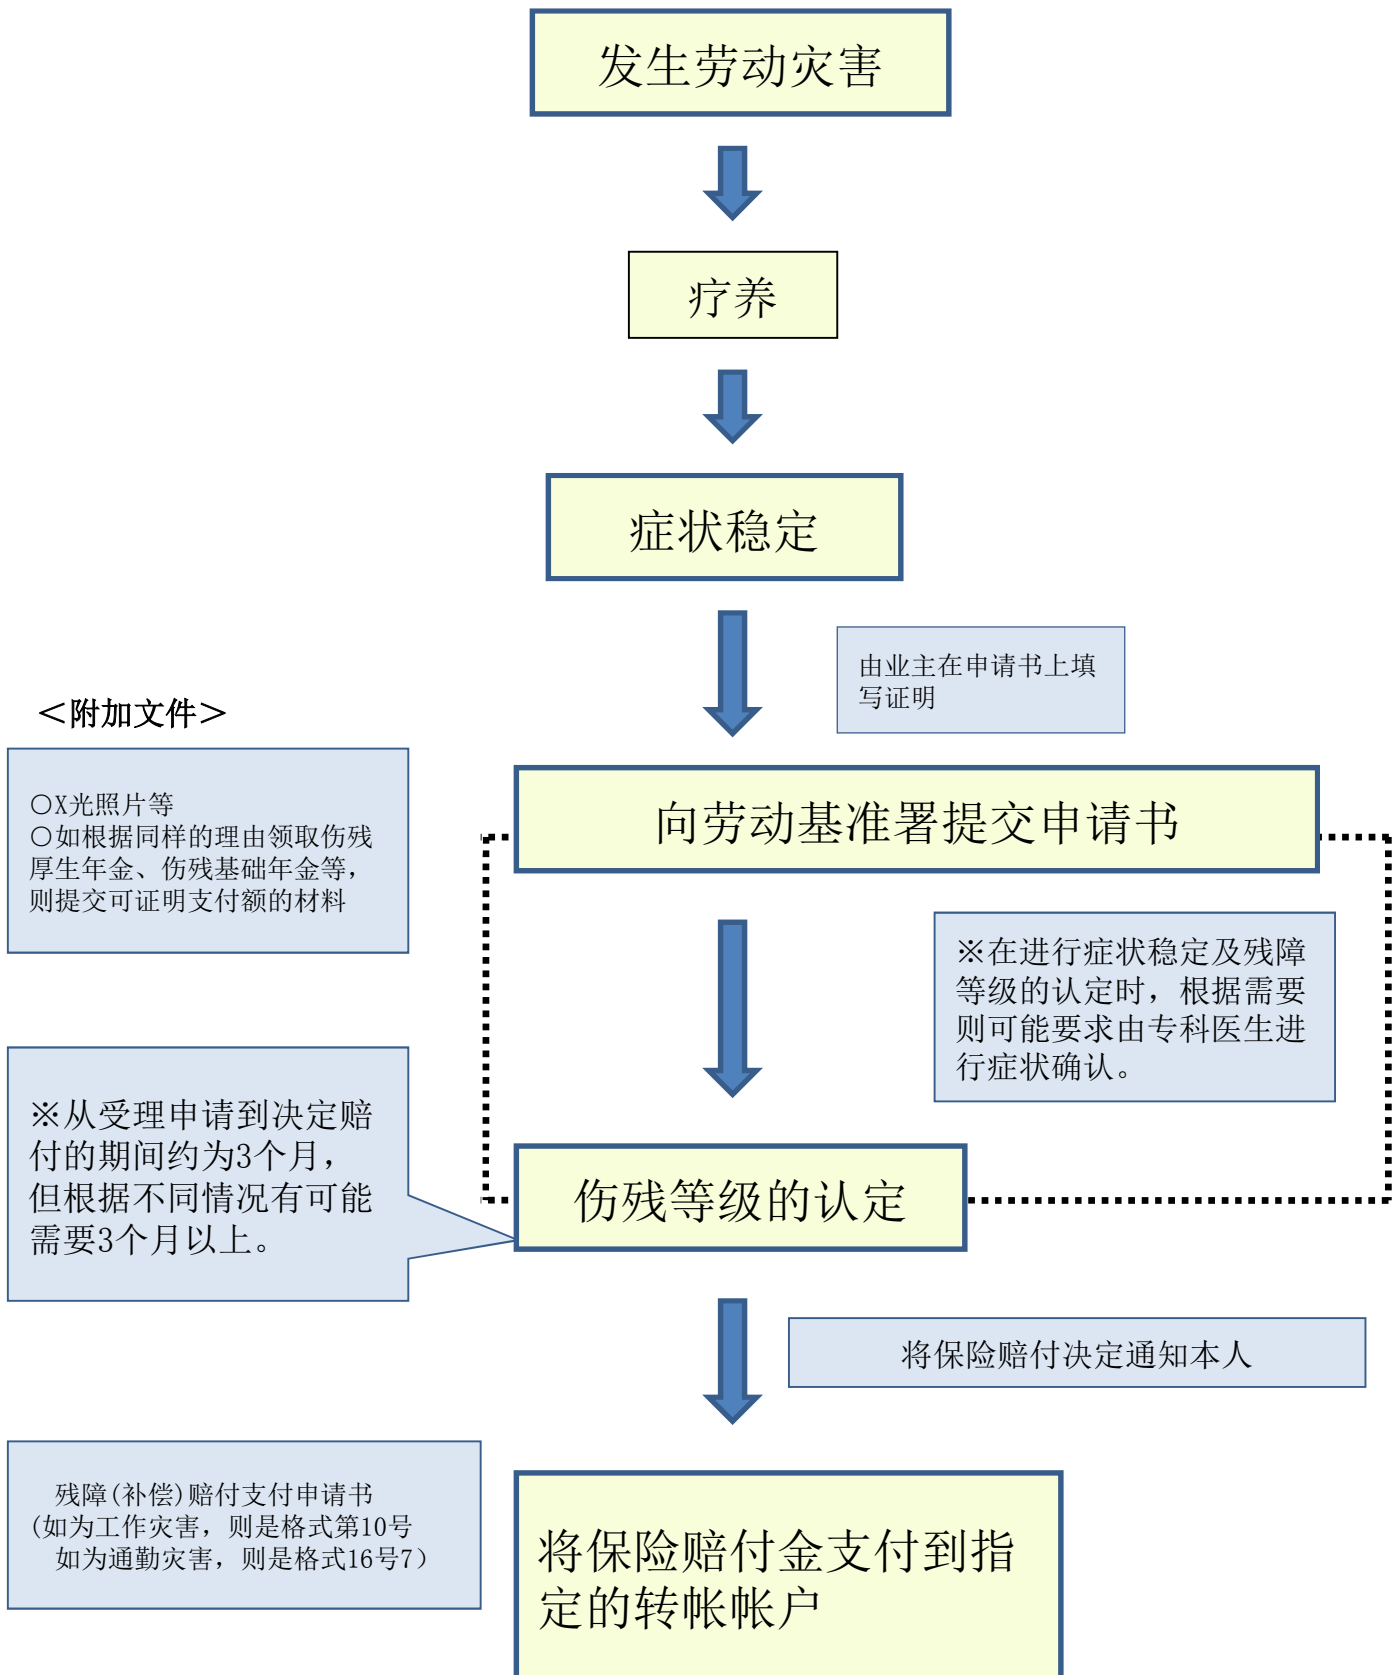 发生劳动灾害
疗养
症状稳定
由业主在申请书上填
写证明
＜附加文件＞
○X光照片等
○如根据同样的理由领取伤残
厚生年金、伤残基础年金等，
则提交可证明支付额的材料
向劳动基准署提交申请书
※在进行症状稳定及残障
等级的认定时，根据需要
则可能要求由专科医生进
行症状确认。
※从受理申请到决定赔
付的期间约为3个月，
但根据不同情况有可能
需要3个月以上。
伤残等级的认定
将保险赔付决定通知本人
残障(补偿)赔付支付申请书
(如为工作灾害，则是格式第10号
如为通勤灾害，则是格式16号7)
将保险赔付金支付到指
定的转帐帐户